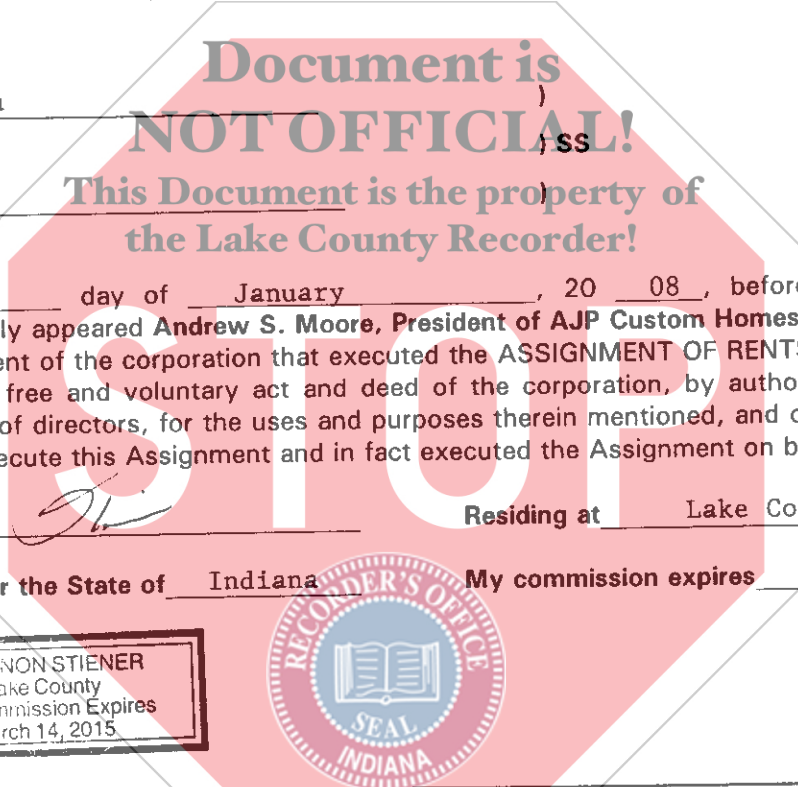 Document is
)
NOT OFFICIAL!
) SS
This Document is the property of
)
the Lake County Recorder!
day of January, 20 08, before
ly appeared Andrew S. Moore, President of AJP Custom Homes
ent of the corporation that executed the ASSIGNMENT OF RENTS
free and voluntary act and deed of the corporation, by autho
of directors, for the uses and purposes therein mentioned, and o
ecute this Assignment and in fact executed the Assignment on b
STOP
Residing at Lake Co
r the State of Indiana My commission expires
NON STIENER
ake County
mmission Expires
rch 14, 2015
RECORDER'S OFFICE
SEAL
INDIANA